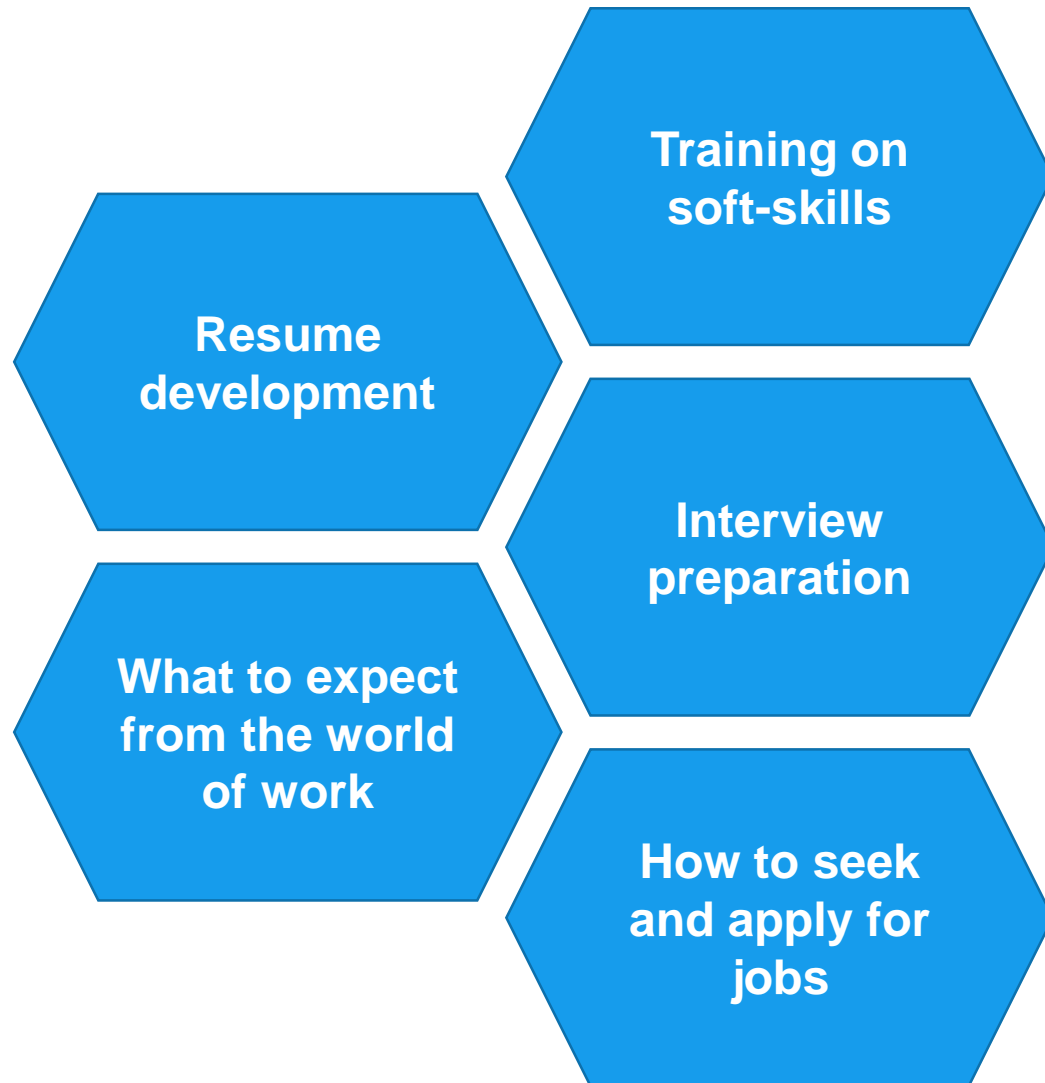 Training on
soft-skills
Resume
development
Interview
preparation
What to expect
from the world
of work
How to seek
and apply for
jobs